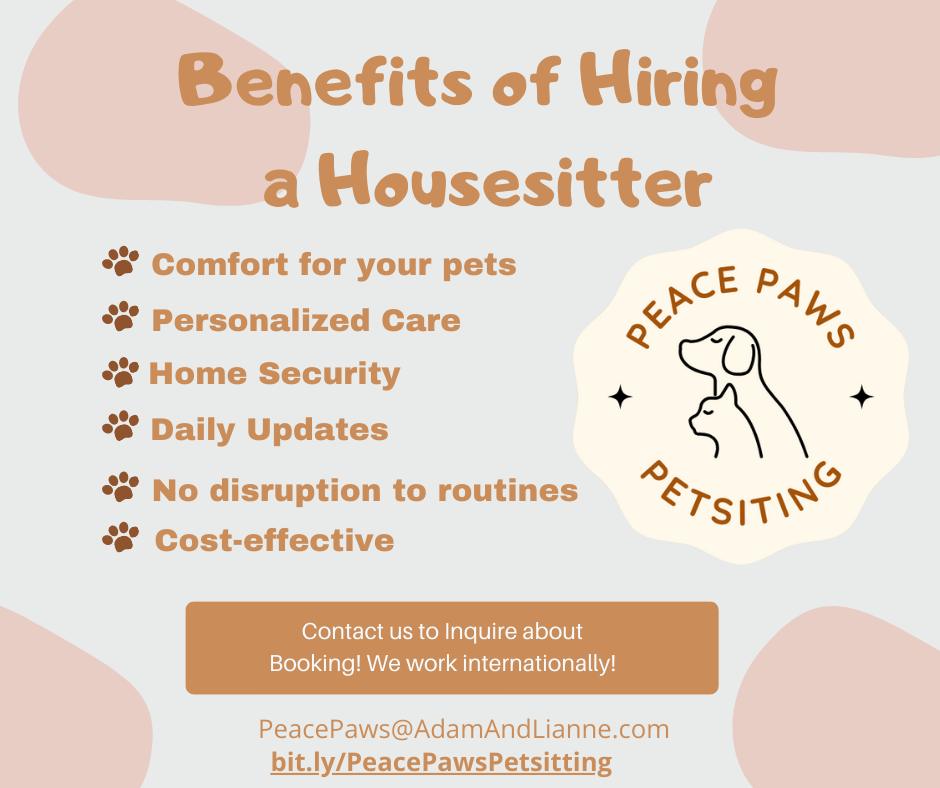 Benefits of Hiring
a Housesitter
Comfort for your pets
Personalized Care
Home Security
Daily Updates
No disruption to routines
Cost-effective
PEACE PAWS
PETSITING
Contact us to Inquire about
Booking! We work internationally!
PeacePaws@AdamAndLianne.com
bit.ly/PeacePawsPetsitting